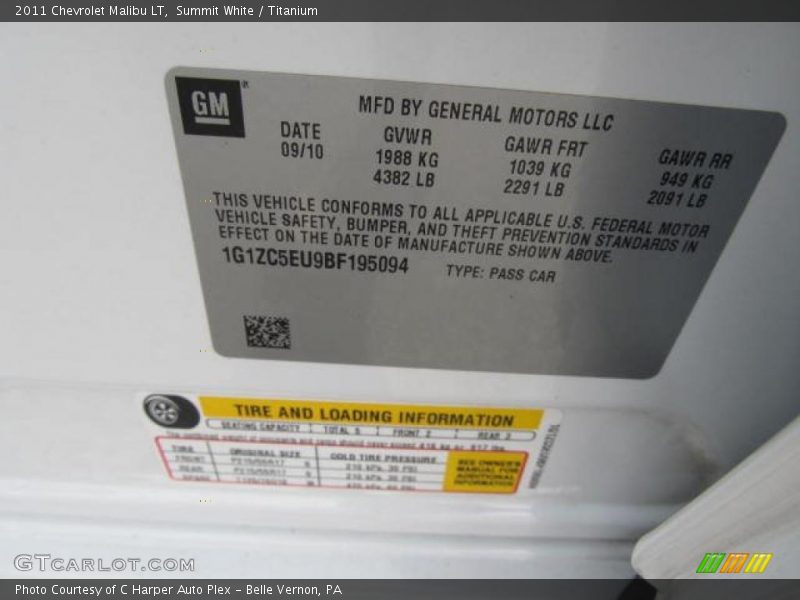 2011 Chevrolet Malibu LT,  Summit White / Titanium
GM
MFD BY GENERAL MOTORS LLC
DATE GVWR GAWR FRT GAWR RR
09/10 1988 KG 1039 KG 949 KG
4382 LB 2291 LB 2091 LB
THIS VEHICLE CONFORMS TO ALL APPLICABLE U.S. FEDERAL MOTOR
VEHICLE SAFETY, BUMPER, AND THEFT PREVENTION STANDARDS IN
EFFECT ON THE DATE OF MANUFACTURE SHOWN ABOVE.
1G1ZC5EU9BF195094 TYPE: PASS CAR
TIRE AND LOADING INFORMATION
SEATING CAPACITY TOTAL 5 FRONT 2 REAR 3
TIRE ORIGINAL SIZE COLD TIRE PRESSURE
FRONT
REAR
SEE OWNER'S
MANUAL FOR
ADDITIONAL
INFORMATION
GTCARLOT.COM
Photo Courtesy of C Harper Auto Plex – Belle Vernon, PA